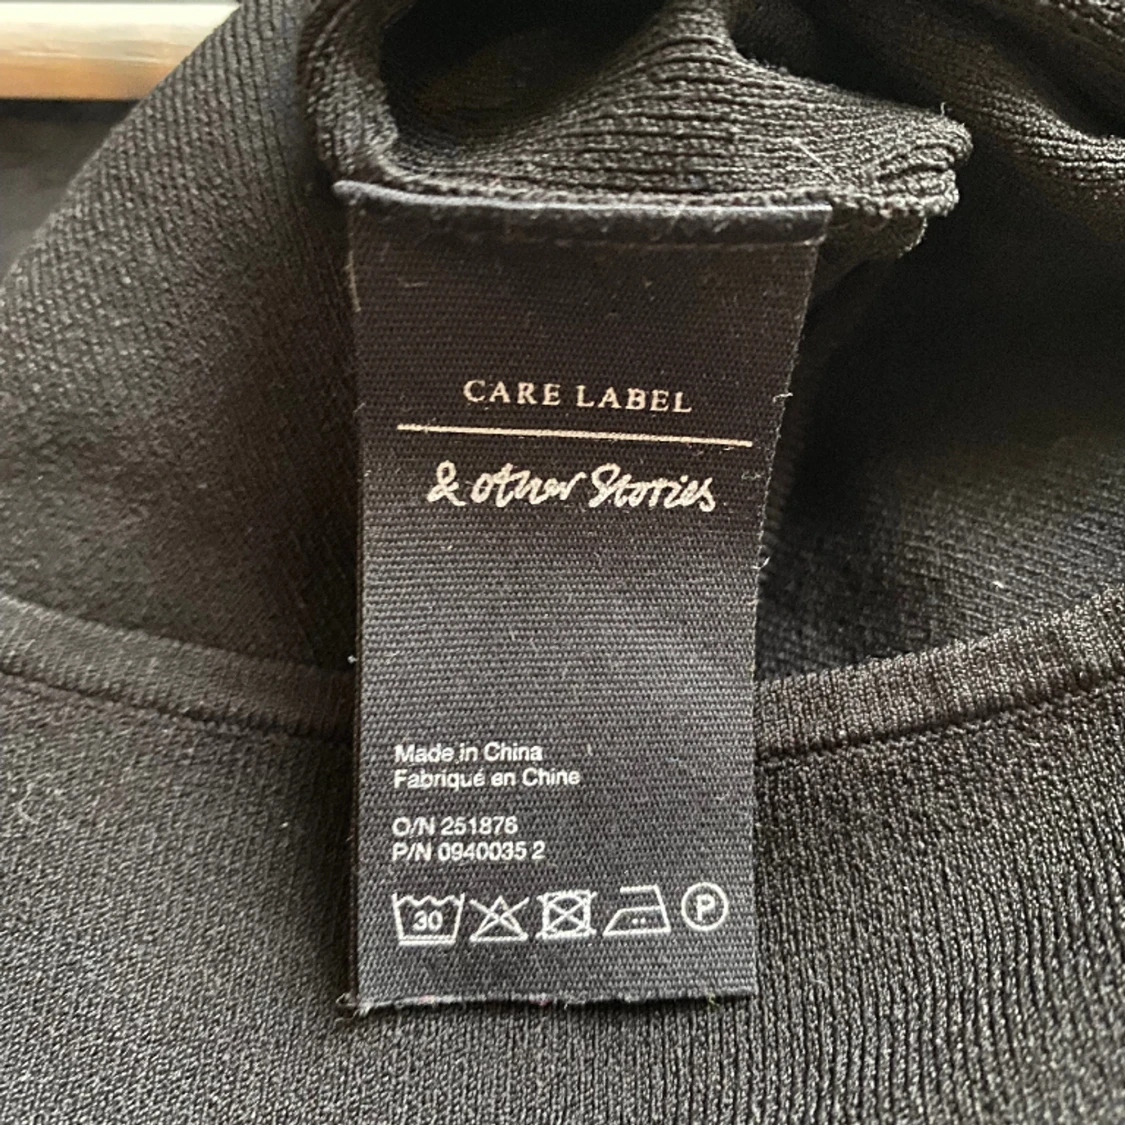 CARE LABEL
& other Stories
Made in China
Fabriqué en Chine
O/N 251876
P/N 0940035 2
30
P